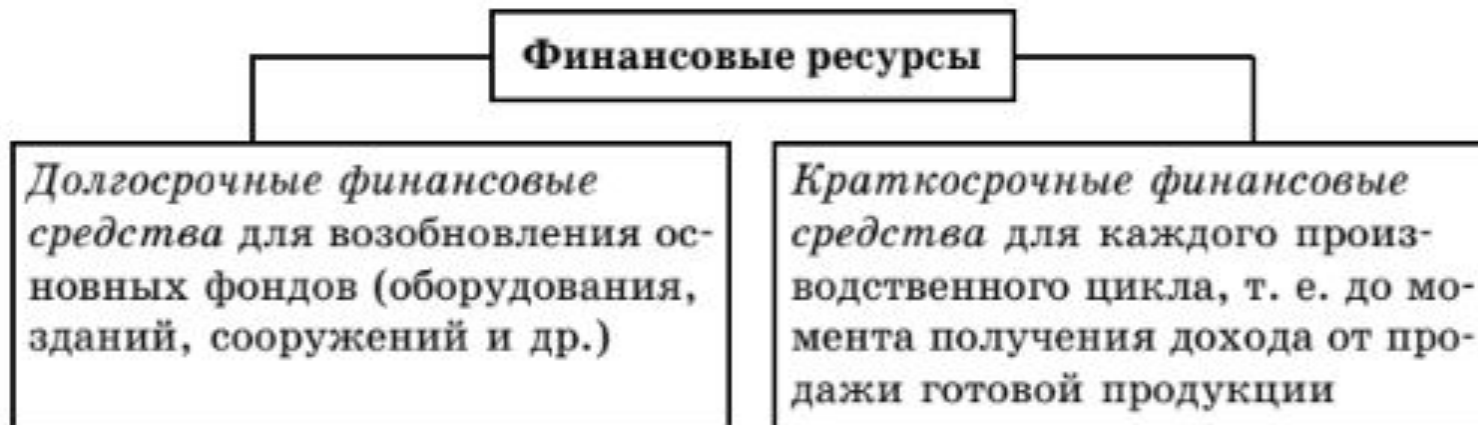 Финансовые ресурсы
Долгосрочные финансовые
средства для возобновления ос-
новных фондов (оборудования,
зданий, сооружений и др.)
Краткосрочные финансовые
средства для каждого произ-
водственного цикла, т. е. до мо-
мента получения дохода от про-
дажи готовой продукции